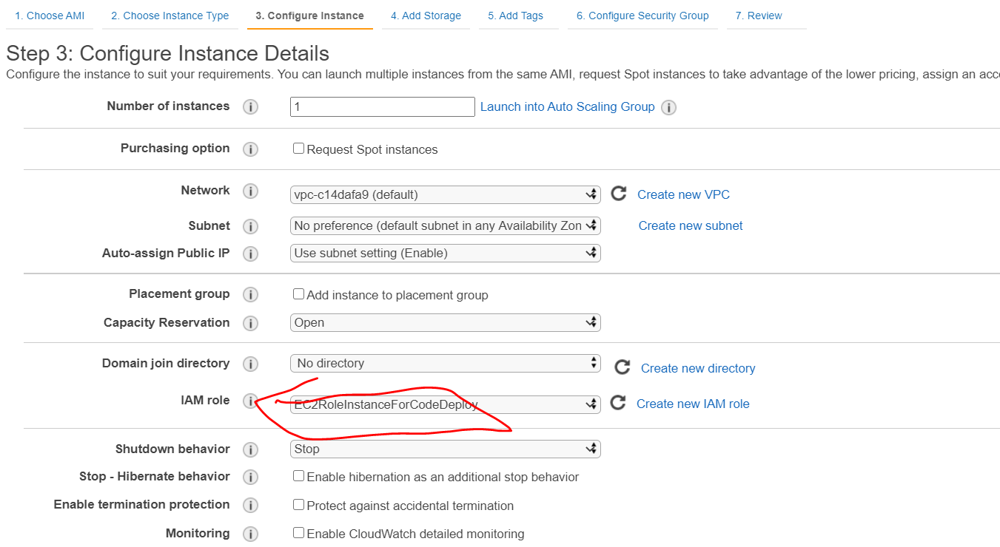 1. Choose AMI 2. Choose Instance Type 3. Configure Instance 4. Add Storage 5. Add Tags 6. Configure Security Group 7. Review
Step 3: Configure Instance Details
Configure the instance to suit your requirements. You can launch multiple instances from the same AMI, request Spot instances to take advantage of the lower pricing, assign an acc
Number of instances i 1 Launch into Auto Scaling Group i
Purchasing option i Request Spot instances
Network i vpc-c14dafa9 (default) Create new VPC
Subnet i No preference (default subnet in any Availability Zon Create new subnet
Auto-assign Public IP i Use subnet setting (Enable)
Placement group i Add instance to placement group
Capacity Reservation i Open
Domain join directory i No directory Create new directory
IAM role i EC2RoleInstanceForCodeDeploy Create new IAM role
Shutdown behavior i Stop
Stop - Hibernate behavior i Enable hibernation as an additional stop behavior
Enable termination protection i Protect against accidental termination
Monitoring i Enable CloudWatch detailed monitoring